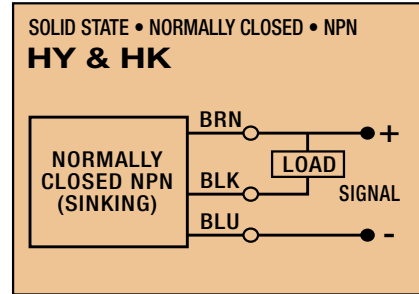 SOLID STATE • NORMALLY CLOSED • NPN
HY & HK
BRN
+
NORMALLY
CLOSED NPN
(SINKING)
LOAD
BLK
SIGNAL
BLU
-